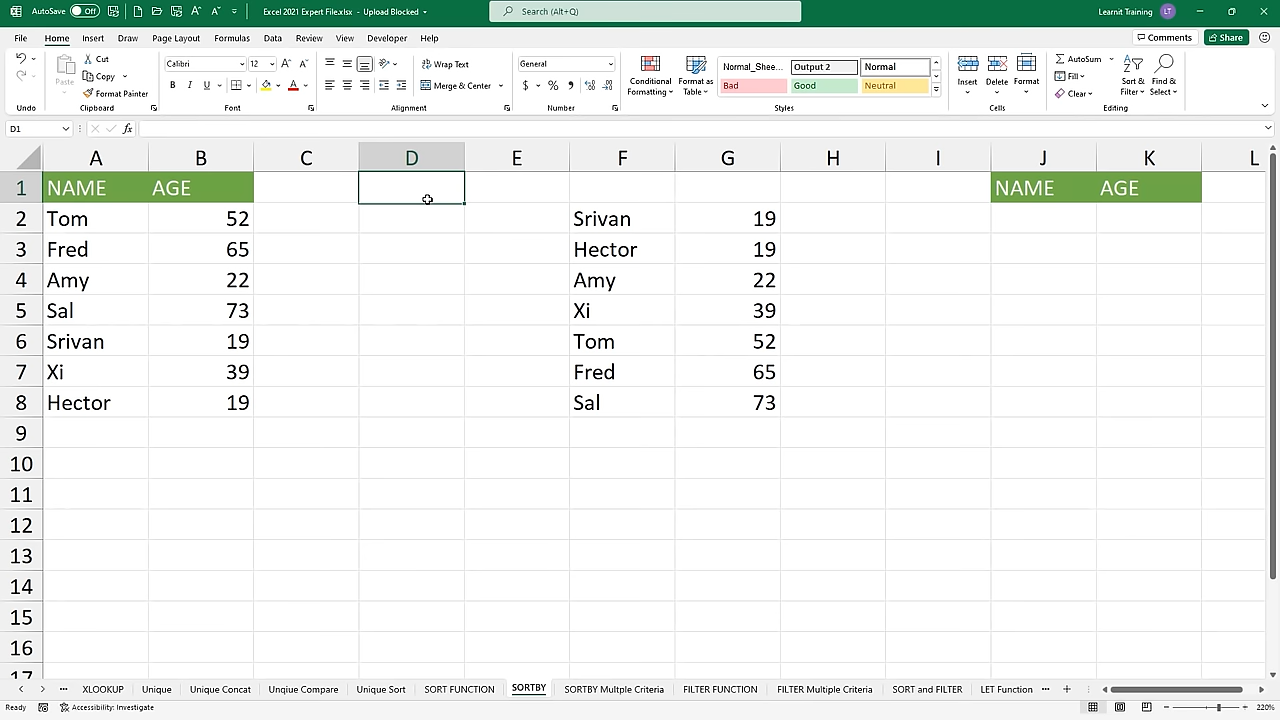 AutoSave Off Excel 2021 Expert File.xlsx - Upload Blocked Search (Alt+Q) Learnit Training LT
File Home Insert Draw Page Layout Formulas Data Review View Developer Help Comments Share
Cut Calibri 12 Wrap Text General Normal_Shee... Output 2 Normal AutoSum
Paste Copy Conditional Formatting Format as Table Insert Delete Format Fill Sort & Filter Find & Select
Format Painter B I U Merge & Center $ % Bad Good Neutral Clear
Undo Clipboard Font Alignment Number Styles Cells Editing
D1 fx
A B C D E F G H I J K L
1 NAME AGE NAME AGE
2 Tom 52 Srivan 19
3 Fred 65 Hector 19
4 Amy 22 Amy 22
5 Sal 73 Xi 39
6 Srivan 19 Tom 52
7 Xi 39 Fred 65
8 Hector 19 Sal 73
9
10
11
12
13
14
15
16
17
... XLOOKUP Unique Unique Concat Unqiue Compare Unique Sort SORT FUNCTION SORTBY SORTBY Multple Criteria FILTER FUNCTION FILTER Multiple Criteria SORT and FILTER LET Function ...
Ready Accessibility: Investigate 220%